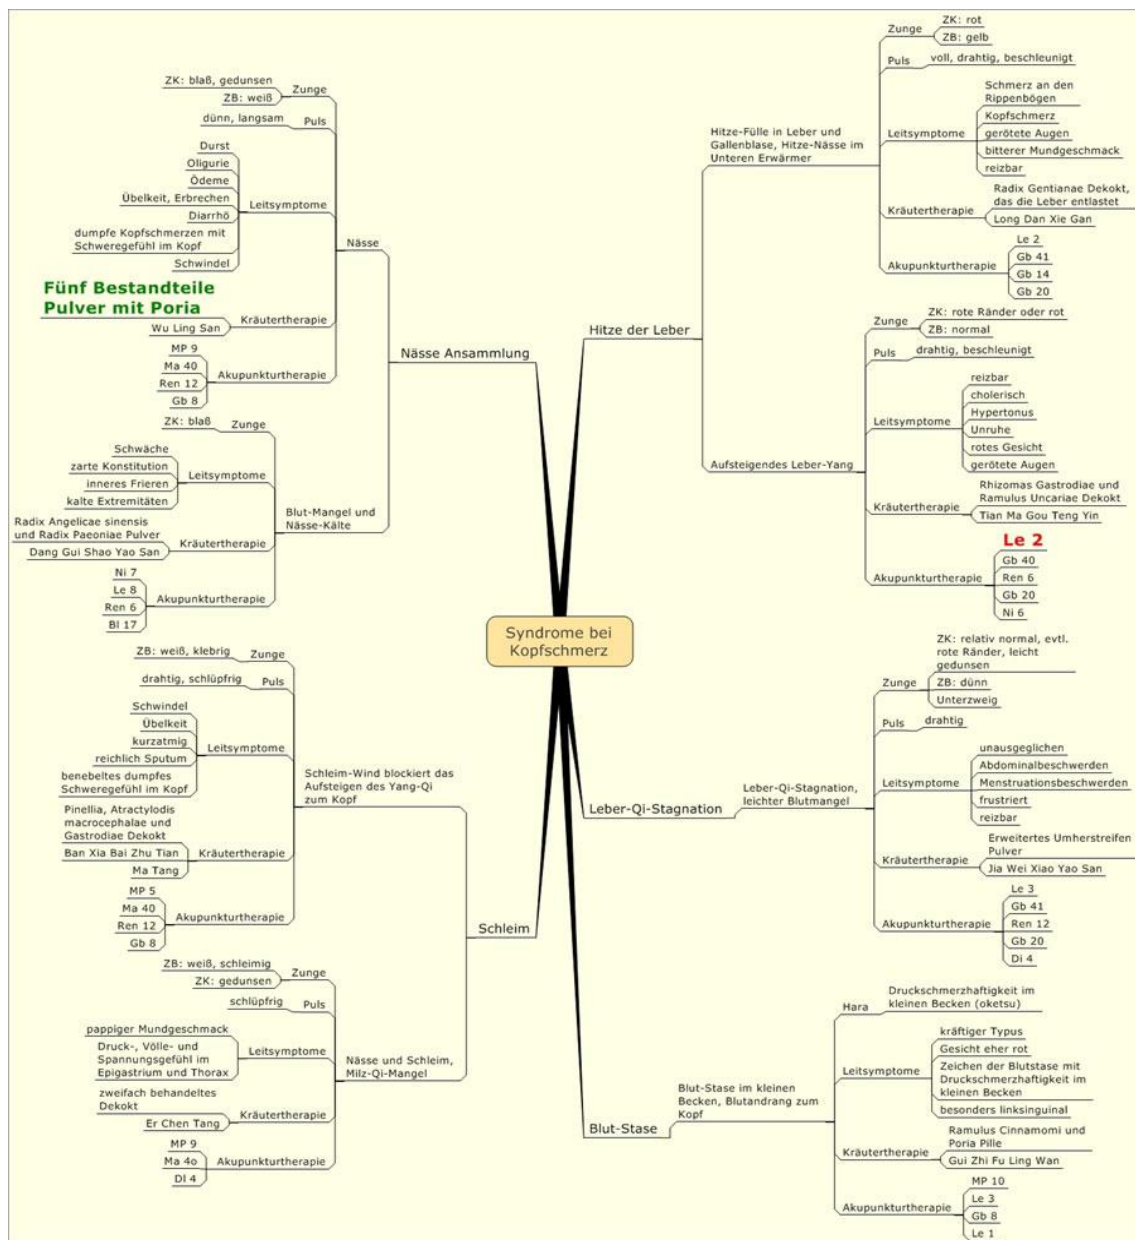 Syndrome bei
Kopfschmerz
Nässe Ansammlung
Nässe
Zunge
ZK: blaß, gedunsen
ZB: weiß
Puls
dünn, langsam
Leitsymptome
Durst
Oligurie
Ödeme
Übelkeit, Erbrechen
Diarrhö
dumpfe Kopfschmerzen mit
Schweregefühl im Kopf
Schwindel
Kräutertherapie
Fünf Bestandteile
Pulver mit Poria
Wu Ling San
Akupunkturtherapie
MP 9
Ma 40
Ren 12
Gb 8
Blut-Mangel und
Nässe-Kälte
Zunge
ZK: blaß
Leitsymptome
Schwäche
zarte Konstitution
inneres Frieren
kalte Extremitäten
Kräutertherapie
Radix Angelicae sinensis
und Radix Paeoniae Pulver
Dang Gui Shao Yao San
Akupunkturtherapie
Ni 7
Le 8
Ren 6
Bl 17
Schleim
Schleim-Wind blockiert das
Aufsteigen des Yang-Qi
zum Kopf
Zunge
ZB: weiß, klebrig
Puls
drahtig, schlüpfrig
Leitsymptome
Schwindel
Übelkeit
kurzatmig
reichlich Sputum
benebeltes dumpfes
Schweregefühl im Kopf
Kräutertherapie
Pinellia, Atractylodis
macrocephalae und
Gastrodiae Dekokt
Ban Xia Bai Zhu Tian
Ma Tang
Akupunkturtherapie
MP 5
Ma 40
Ren 12
Gb 8
Nässe und Schleim,
Milz-Qi-Mangel
Zunge
ZB: weiß, schleimig
ZK: gedunsen
Puls
schlüpfrig
Leitsymptome
pappiger Mundgeschmack
Druck-, Völle- und
Spannungsgefühl im
Epigastrium und Thorax
Kräutertherapie
zweifach behandeltes
Dekokt
Er Chen Tang
Akupunkturtherapie
MP 9
Ma 4o
DI 4
Hitze der Leber
Hitze-Fülle in Leber und
Gallenblase, Hitze-Nässe im
Unteren Erwärmer
Zunge
ZK: rot
ZB: gelb
Puls
voll, drahtig, beschleunigt
Leitsymptome
Schmerz an den
Rippenbögen
Kopfschmerz
gerötete Augen
bitterer Mundgeschmack
reizbar
Kräutertherapie
Radix Gentianae Dekokt,
das die Leber entlastet
Long Dan Xie Gan
Akupunkturtherapie
Le 2
Gb 41
Gb 14
Gb 20
Aufsteigendes Leber-Yang
Zunge
ZK: rote Ränder oder rot
ZB: normal
Puls
drahtig, beschleunigt
Leitsymptome
reizbar
cholerisch
Hypertonus
Unruhe
rotes Gesicht
gerötete Augen
Kräutertherapie
Rhizomas Gastrodiae und
Ramulus Uncariae Dekokt
Tian Ma Gou Teng Yin
Akupunkturtherapie
Le 2
Gb 40
Ren 6
Gb 20
Ni 6
Leber-Qi-Stagnation
Leber-Qi-Stagnation,
leichter Blutmangel
Zunge
ZK: relativ normal, evtl.
rote Ränder, leicht
gedunsen
ZB: dünn
Unterzweig
Puls
drahtig
Leitsymptome
unausgeglichen
Abdominalbeschwerden
Menstruationsbeschwerden
frustriert
reizbar
Kräutertherapie
Erweitertes Umherstreifen
Pulver
Jia Wei Xiao Yao San
Akupunkturtherapie
Le 3
Gb 41
Ren 12
Gb 20
Di 4
Blut-Stase
Blut-Stase im kleinen
Becken, Blutandrang zum
Kopf
Hara
Druckschmerzhaftigkeit im
kleinen Becken (oketsu)
Leitsymptome
kräftiger Typus
Gesicht eher rot
Zeichen der Blutstase mit
Druckschmerzhaftigkeit im
kleinen Becken
besonders linksinguinal
Kräutertherapie
Ramulus Cinnamomi und
Poria Pille
Gui Zhi Fu Ling Wan
Akupunkturtherapie
MP 10
Le 3
Gb 8
Le 1